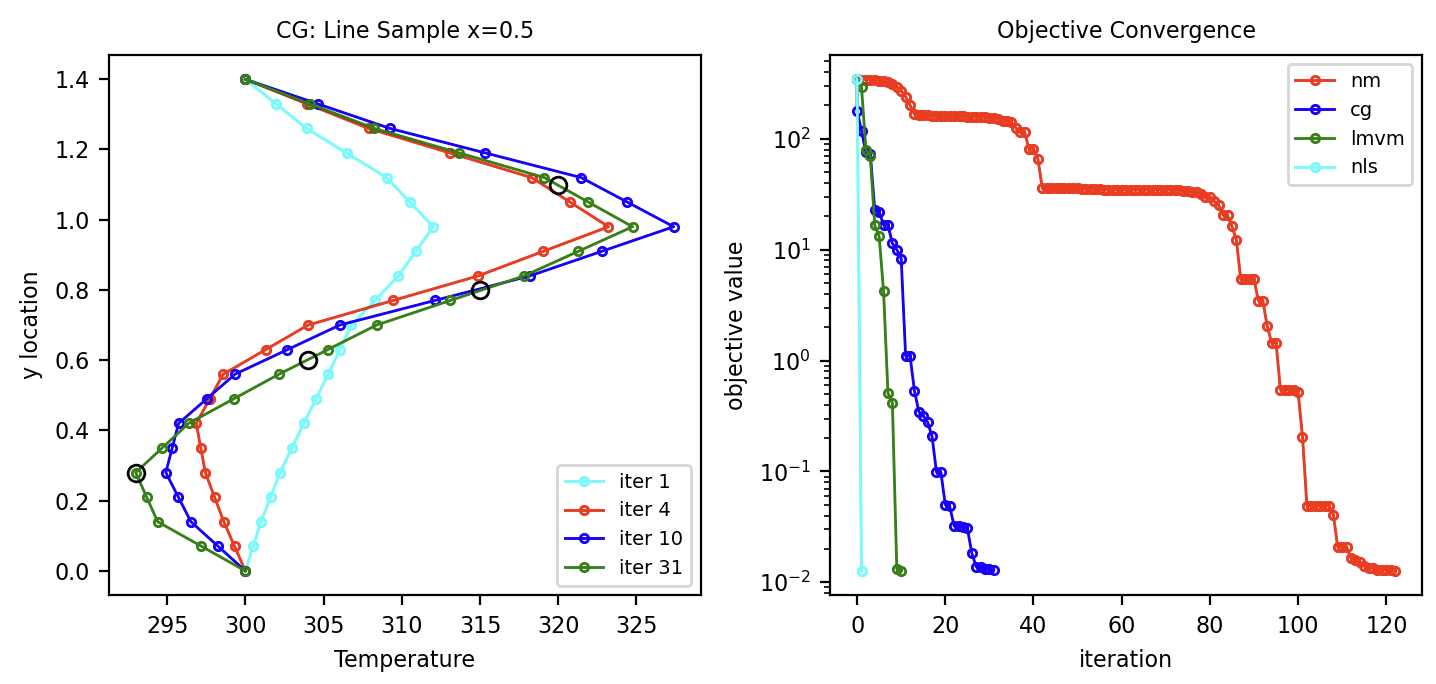 CG: Line Sample x=0.5
1.4
1.2
1.0
0.8
0.6
0.4
0.2
0.0
y location
295
300
305
310
315
320
325
Temperature
iter 1
iter 4
iter 10
iter 31
Objective Convergence
10²
10¹
10⁰
10⁻¹
10⁻²
objective value
0
20
40
60
80
100
120
iteration
nm
cg
lmvm
nls